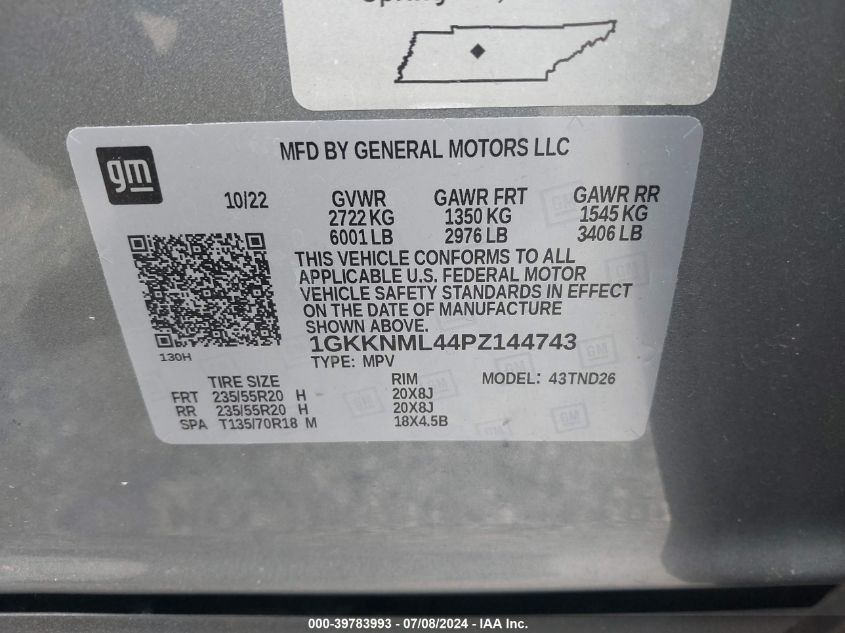 gm
MFD BY GENERAL MOTORS LLC
10/22 GVWR GAWR FRT GAWR RR
2722 KG 1350 KG 1545 KG
6001 LB 2976 LB 3406 LB
THIS VEHICLE CONFORMS TO ALL
APPLICABLE U.S. FEDERAL MOTOR
VEHICLE SAFETY STANDARDS IN EFFECT
ON THE DATE OF MANUFACTURE
SHOWN ABOVE.
1GKKNML44PZ144743
130H
TYPE: MPV
TIRE SIZE RIM MODEL: 43TND26
FRT 235/55R20 H 20X8J
RR 235/55R20 H 20X8J
SPA T135/70R18 M 18X4.5B
000-39783993 / 07/08/2024 - IAA Inc.